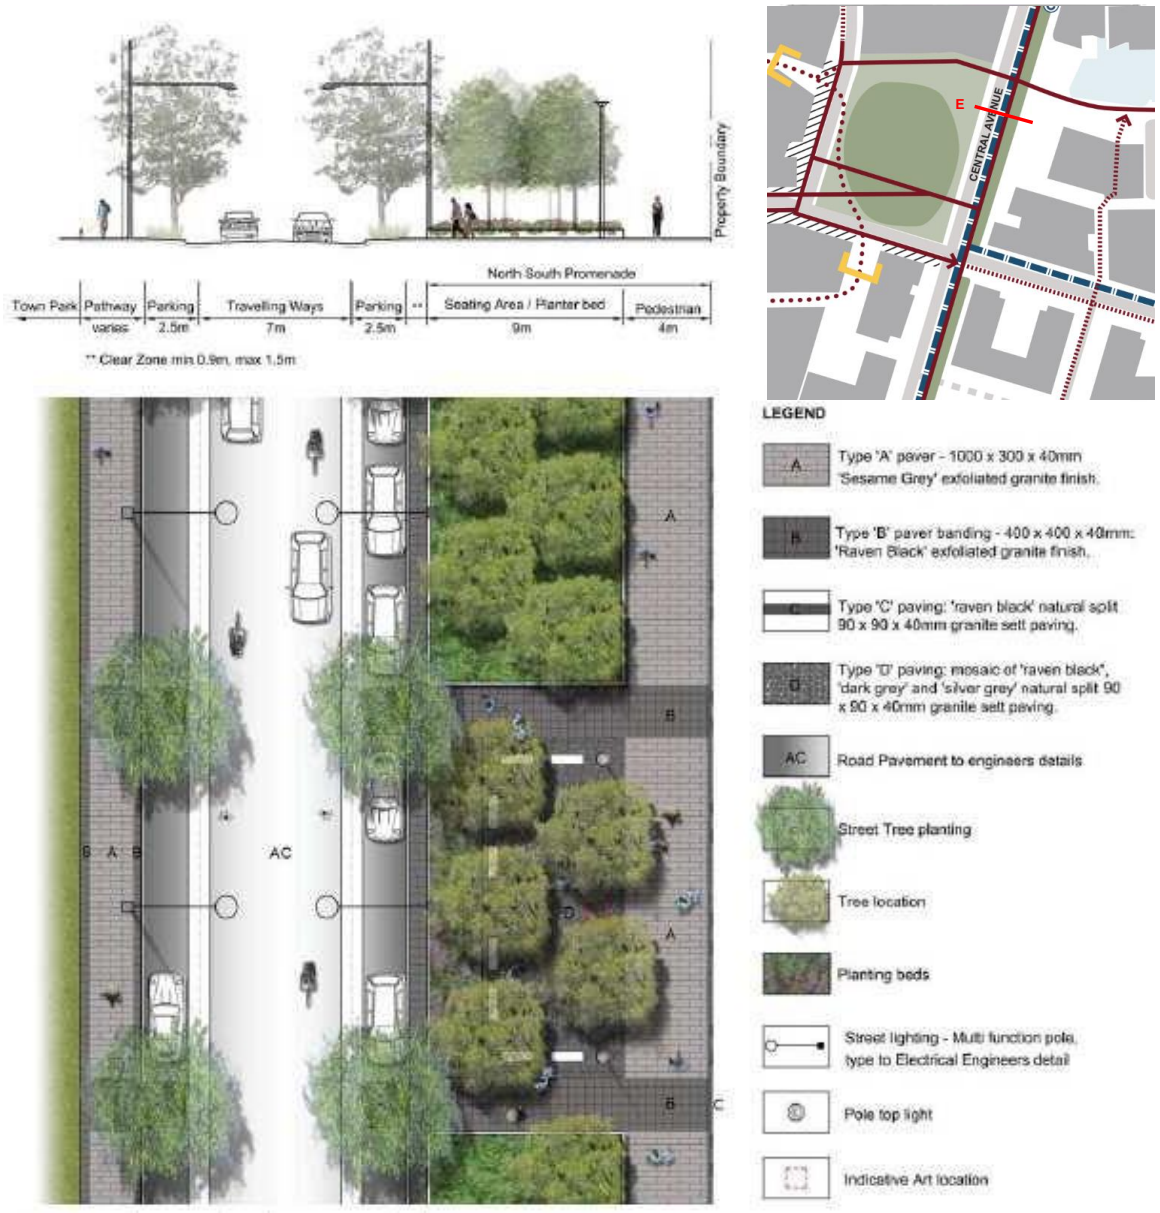 E
CENTRAL AVENUE
Property Boundary
North South Promenade
Town Park
Pathway
Parking
Travelling Ways
Parking
**
Seating Area / Planter bed
Pedestrian
varies
2.5m
7m
2.5m
9m
4m
** Clear Zone min 0.9m, max 1.5m
A
B
B A B
AC
D
A
B
C
LEGEND
A
Type 'A' paver - 1000 x 300 x 40mm
'Sesame Grey' exfoliated granite finish.
B
Type 'B' paver banding - 400 x 400 x 40mm:
'Raven Black' exfoliated granite finish.
C
Type 'C' paving: 'raven black' natural split
90 x 90 x 40mm granite sett paving.
D
Type 'D' paving: mosaic of 'raven black",
'dark grey' and 'silver grey' natural split 90
x 90 x 40mm granite sett paving.
AC
Road Pavement to engineers details
Street Tree planting
Tree location
Planting beds
Street lighting - Multi function pole,
type to Electrical Engineers detail
Pole top light
Indicative Art location